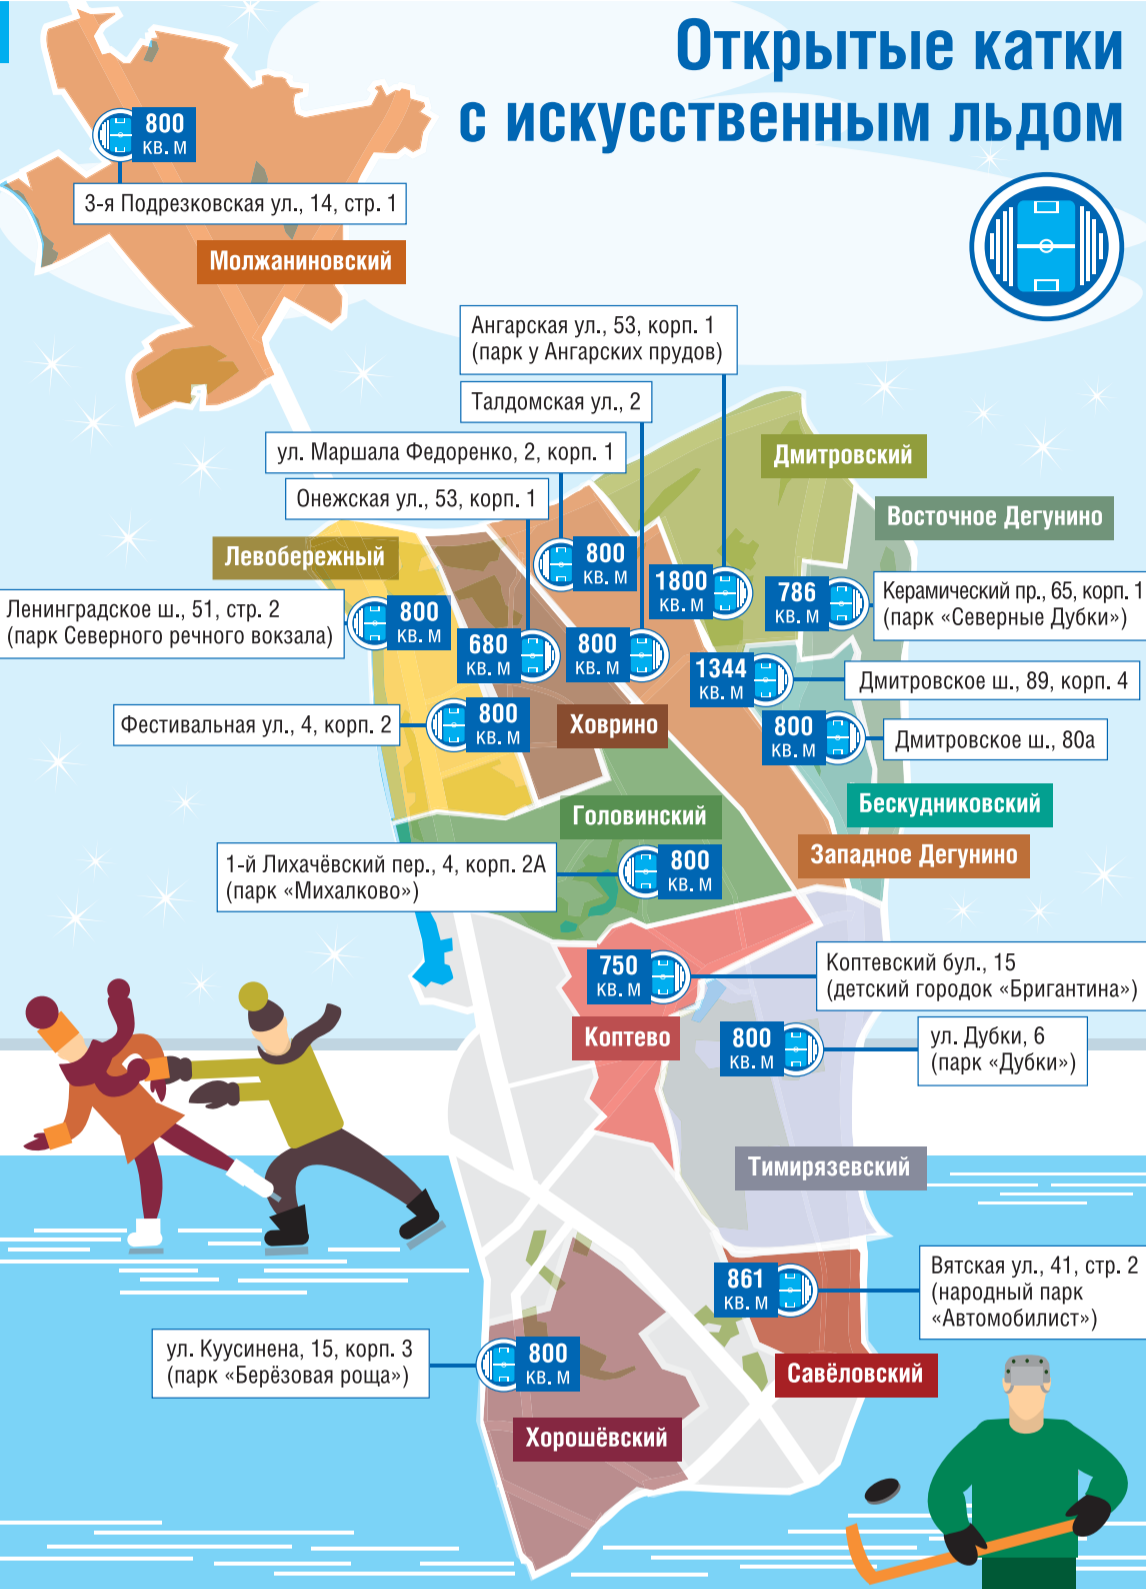 Открытые катки
с искусственным льдом
800
КВ. М
3-я Подрезковская ул., 14, стр. 1
Молжаниновский
Ангарская ул., 53, корп. 1
(парк у Ангарских прудов)
Талдомская ул., 2
ул. Маршала Федоренко, 2, корп. 1
Онежская ул., 53, корп. 1
Дмитровский
Восточное Дегунино
Левобережный
800
КВ. М
1800
КВ. М
786
КВ. М
Керамический пр., 65, корп. 1
(парк «Северные Дубки»)
Ленинградское ш., 51, стр. 2
(парк Северного речного вокзала)
800
КВ. М
680
КВ. М
800
КВ. М
1344
КВ. М
Дмитровское ш., 89, корп. 4
Фестивальная ул., 4, корп. 2
800
КВ. М
Ховрино
800
КВ. М
Дмитровское ш., 80а
Бескудниковский
Головинский
Западное Дегунино
1-й Лихачёвский пер., 4, корп. 2А
(парк «Михалково»)
800
КВ. М
750
КВ. М
Коптевский бул., 15
(детский городок «Бригантина»)
Коптево
800
КВ. М
ул. Дубки, 6
(парк «Дубки»)
Тимирязевский
861
КВ. М
Вятская ул., 41, стр. 2
(народный парк
«Автомобилист»)
ул. Куусинена, 15, корп. 3
(парк «Берёзовая роща»)
800
КВ. М
Савёловский
Хорошёвский